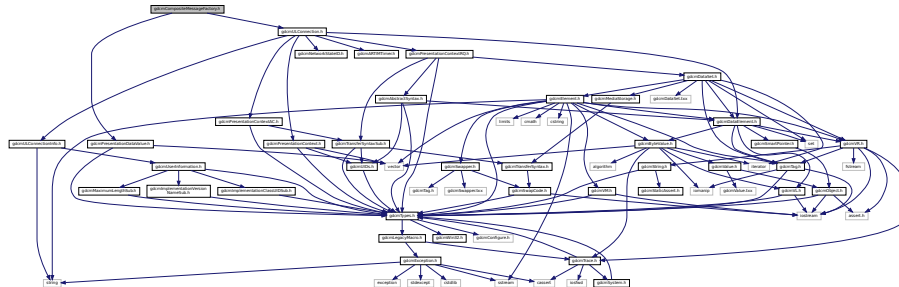 gdcmCompositeMessageFactory.h
gdcmULConnection.h
gdcmNetworkStateID.h
gdcmARTIMTimer.h
gdcmPresentationContextRQ.h
gdcmDataSet.h
gdcmAbstractSyntax.h
gdcmElement.h
gdcmMediaStorage.h
gdcmDataSet.txx
gdcmPresentationContextAC.h
limits
cmath
cstring
gdcmDataElement.h
gdcmULConnectionInfo.h
gdcmPresentationDataValue.h
gdcmPresentationContext.h
gdcmTransferSyntaxSub.h
gdcmByteValue.h
gdcmSmartPointer.h
set
gdcmVR.h
gdcmUserInformation.h
gdcmUIDs.h
vector
gdcmSwapper.h
gdcmTransferSyntax.h
algorithm
gdcmString.h
gdcmValue.h
iterator
gdcmTag.h
fstream
gdcmMaximumLengthSub.h
gdcmImplementationVersion
NameSub.h
gdcmImplementationClassUIDSub.h
gdcmTag.h
gdcmSwapper.txx
gdcmSwapCode.h
gdcmVM.h
gdcmStaticAssert.h
iomanip
gdcmValue.txx
gdcmVL.h
gdcmObject.h
gdcmTypes.h
iostream
assert.h
gdcmLegacyMacro.h
gdcmWin32.h
gdcmConfigure.h
gdcmException.h
gdcmTrace.h
string
exception
stdexcept
cstdlib
sstream
cassert
iosfwd
gdcmSystem.h